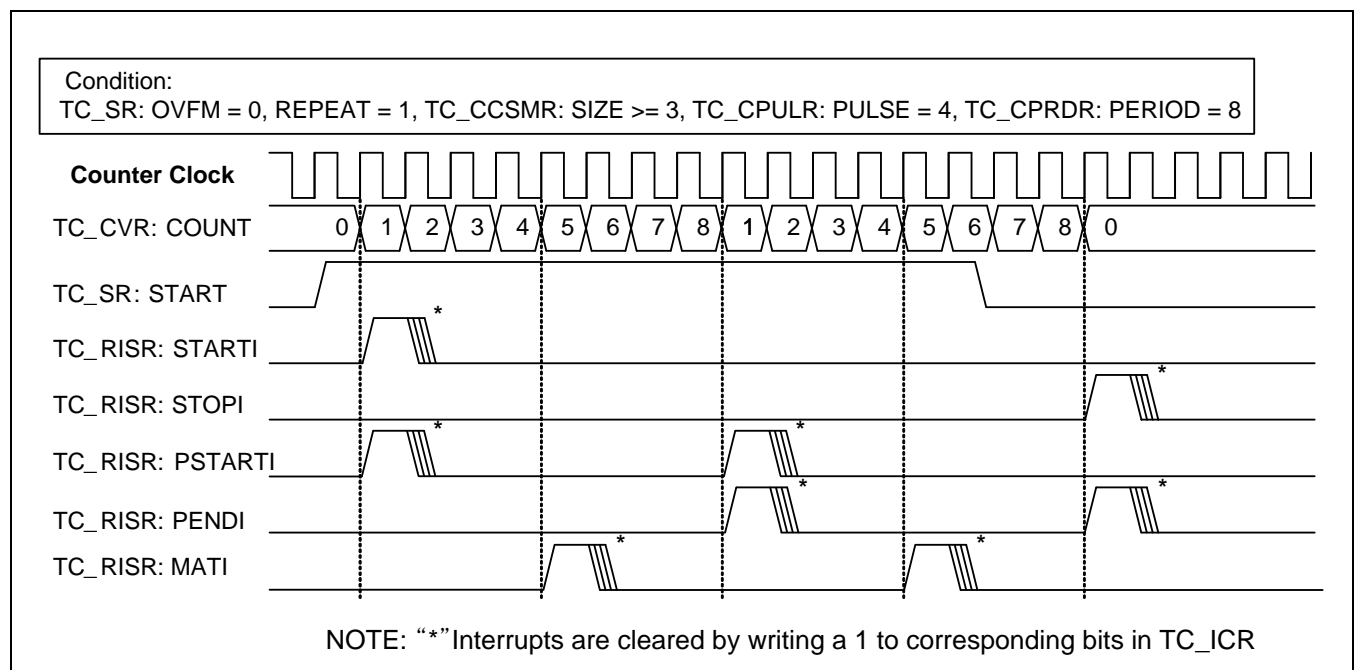 Condition:
TC_SR: OVFM = 0, REPEAT = 1, TC_CCSMR: SIZE >= 3, TC_CPULR: PULSE = 4, TC_CPRDR: PERIOD = 8
Counter Clock
TC_CVR: COUNT 0 1 2 3 4 5 6 7 8 1 2 3 4 5 6 7 8 0
TC_SR: START
TC_RISR: STARTI *
TC_RISR: STOPI *
TC_RISR: PSTARTI * *
TC_RISR: PENDI * *
TC_RISR: MATI * *
NOTE: “*”Interrupts are cleared by writing a 1 to corresponding bits in TC_ICR